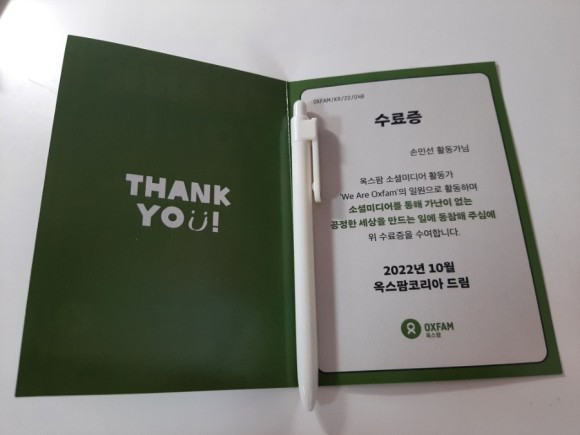 THANK
YOU!
OXFAM/KR/22/048
수료증
손민선 활동가님
옥스팜 소셜미디어 활동가
'We Are Oxfam'의 일원으로 활동하며
소셜미디어를 통해 가난이 없는
공정한 세상을 만드는 일에 동참해 주심에
위 수료증을 수여합니다.
2022년 10월
옥스팜코리아 드림
OXFAM
옥스팜